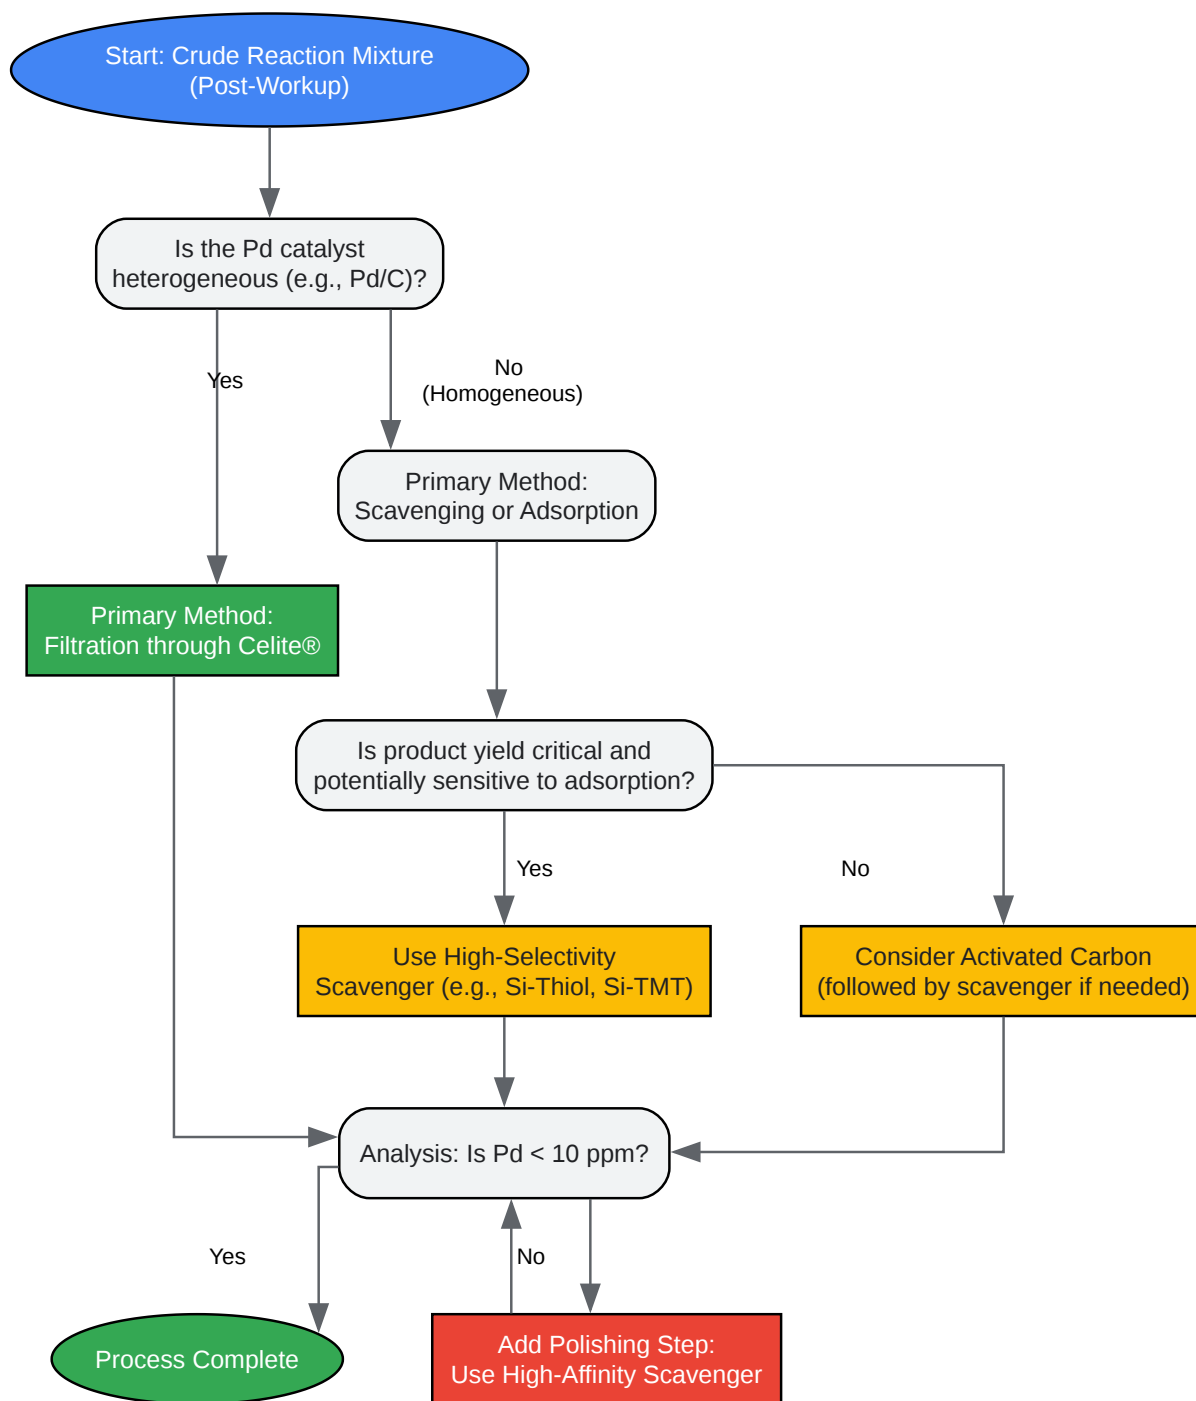 Start: Crude Reaction Mixture
(Post-Workup)
Is the Pd catalyst
heterogeneous (e.g., Pd/C)?
Yes
No
(Homogeneous)
Primary Method:
Scavenging or Adsorption
Primary Method:
Filtration through Celite®
Is product yield critical and
potentially sensitive to adsorption?
Yes
No
Use High-Selectivity
Scavenger (e.g., Si-Thiol, Si-TMT)
Consider Activated Carbon
(followed by scavenger if needed)
Analysis: Is Pd < 10 ppm?
Yes
No
Process Complete
Add Polishing Step:
Use High-Affinity Scavenger